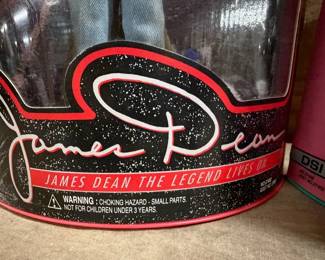 James Dean
JAMES DEAN THE LEGEND LIVES ON
DSI
WARNING : CHOKING HAZARD - SMALL PARTS.
NOT FOR CHILDREN UNDER 3 YEARS.